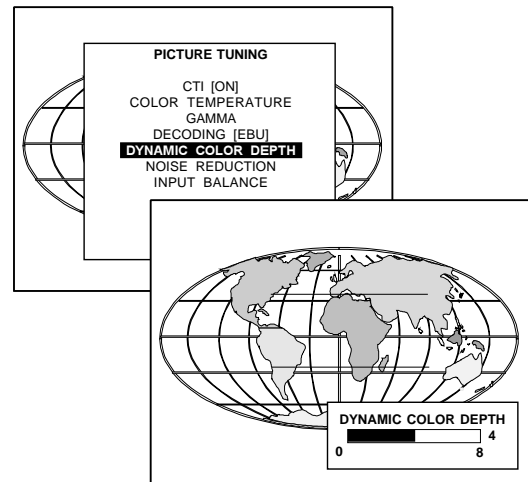 PICTURE TUNING
CTI [ON]
COLOR TEMPERATURE
GAMMA
DECODING [EBU]
DYNAMIC COLOR DEPTH
NOISE REDUCTION
INPUT BALANCE
DYNAMIC COLOR DEPTH
4
0 8